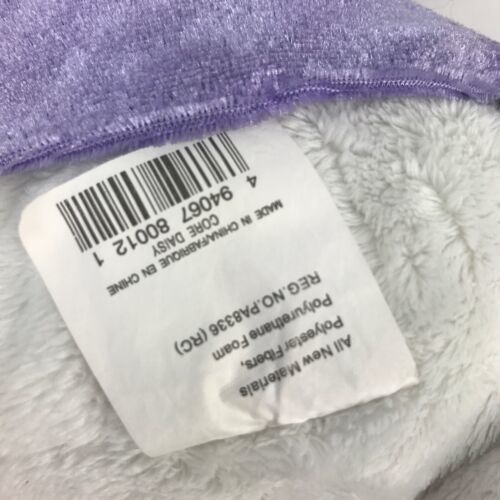 All New Materials
Polyester Fibers,
Polyurethane Foam
REG.NO.PA8336 (RC)
MADE IN CHINA/FABRIQUE EN CHINE
CORE DAISY
4 94067 80012 1